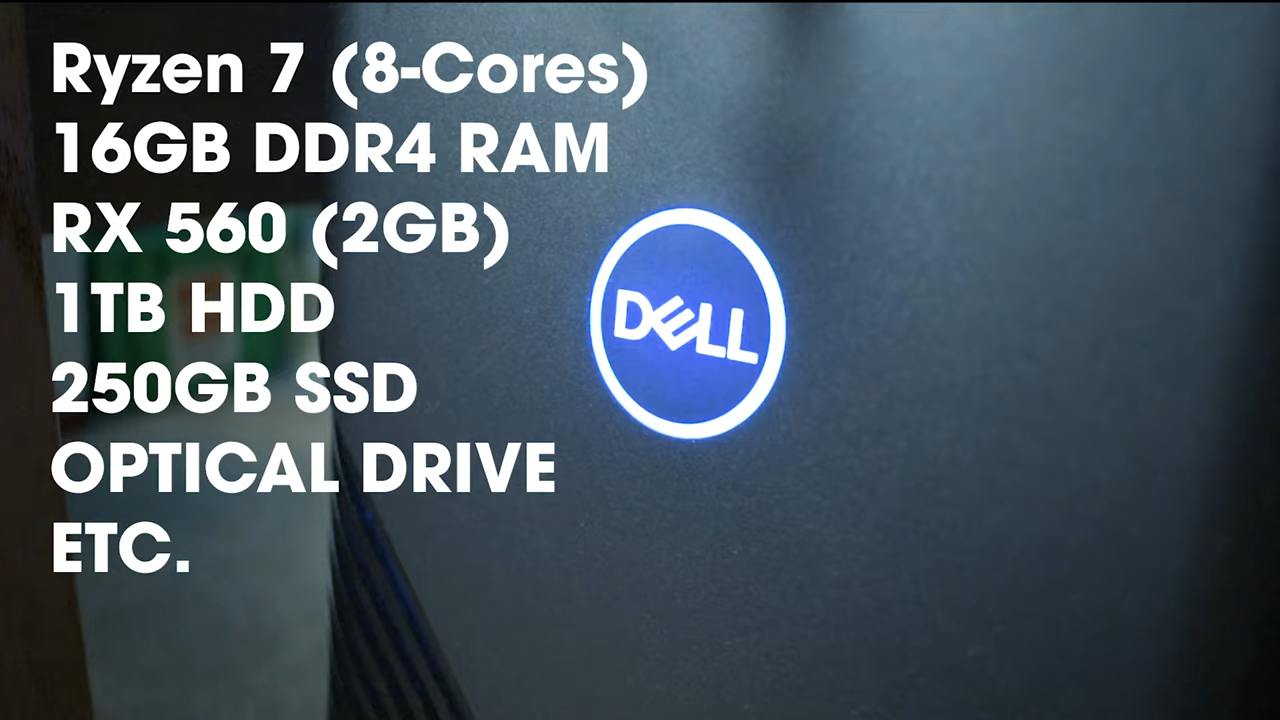 Ryzen 7 (8-Cores)
16GB DDR4 RAM
RX 560 (2GB)
1TB HDD
250GB SSD
OPTICAL DRIVE
ETC.
DELL